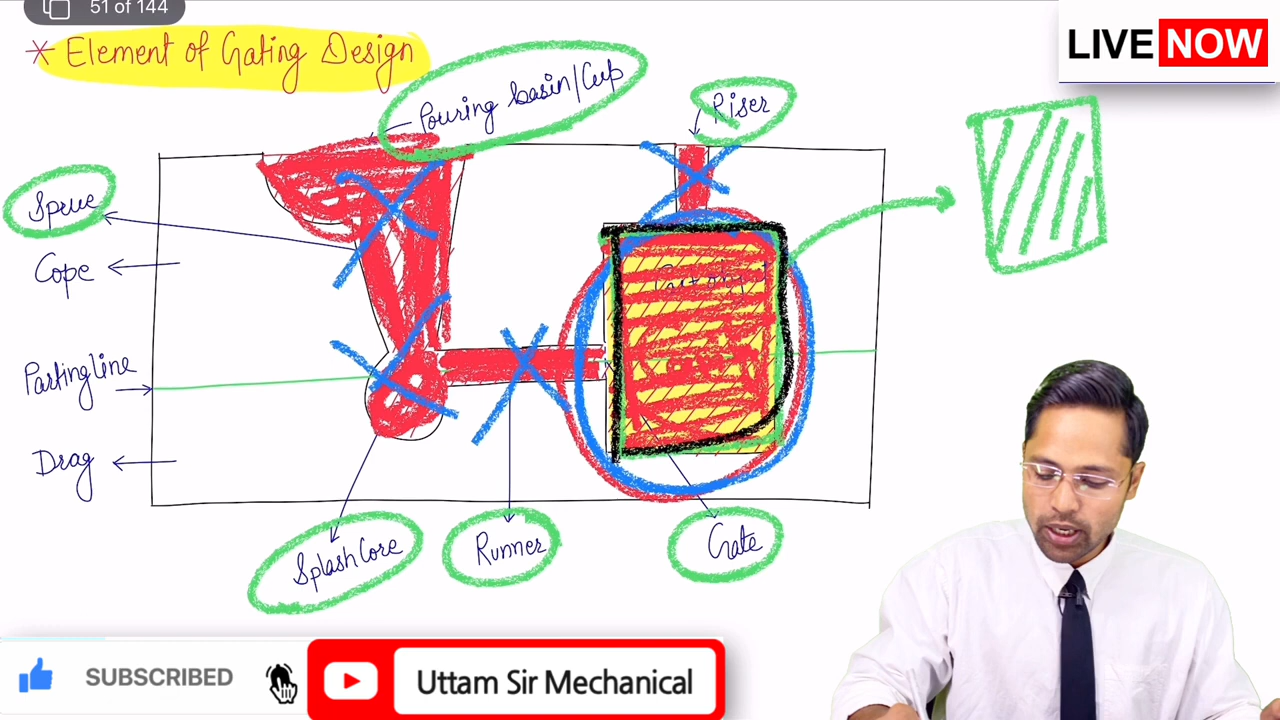 51 of 144
LIVE NOW
* Element of Gating Design
Pouring basin/Cup
Riser
Sprue
Cope
Parting line
Drag
Splash Core
Runner
Gate
SUBSCRIBED
Uttam Sir Mechanical